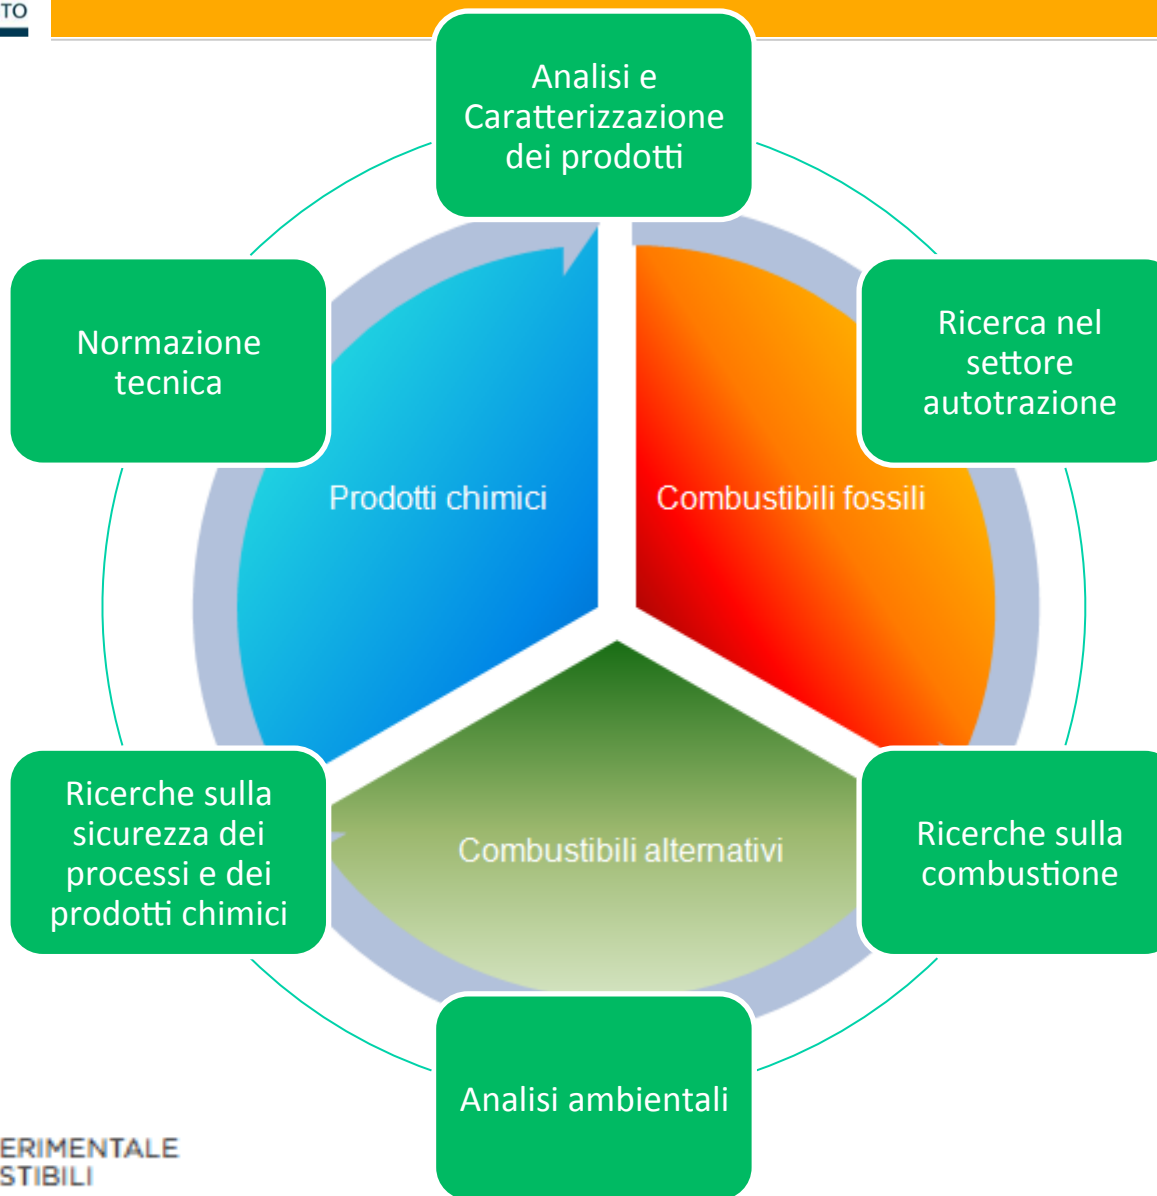 TO
Analisi e
Caratterizzazione
dei prodotti
Normazione
tecnica
Ricerca nel
settore
autotrazione
Prodotti chimici
Combustibili fossili
Ricerche sulla
sicurezza dei
processi e dei
prodotti chimici
Combustibili alternativi
Ricerche sulla
combustione
Analisi ambientali
ERIMENTALE
STIBILI